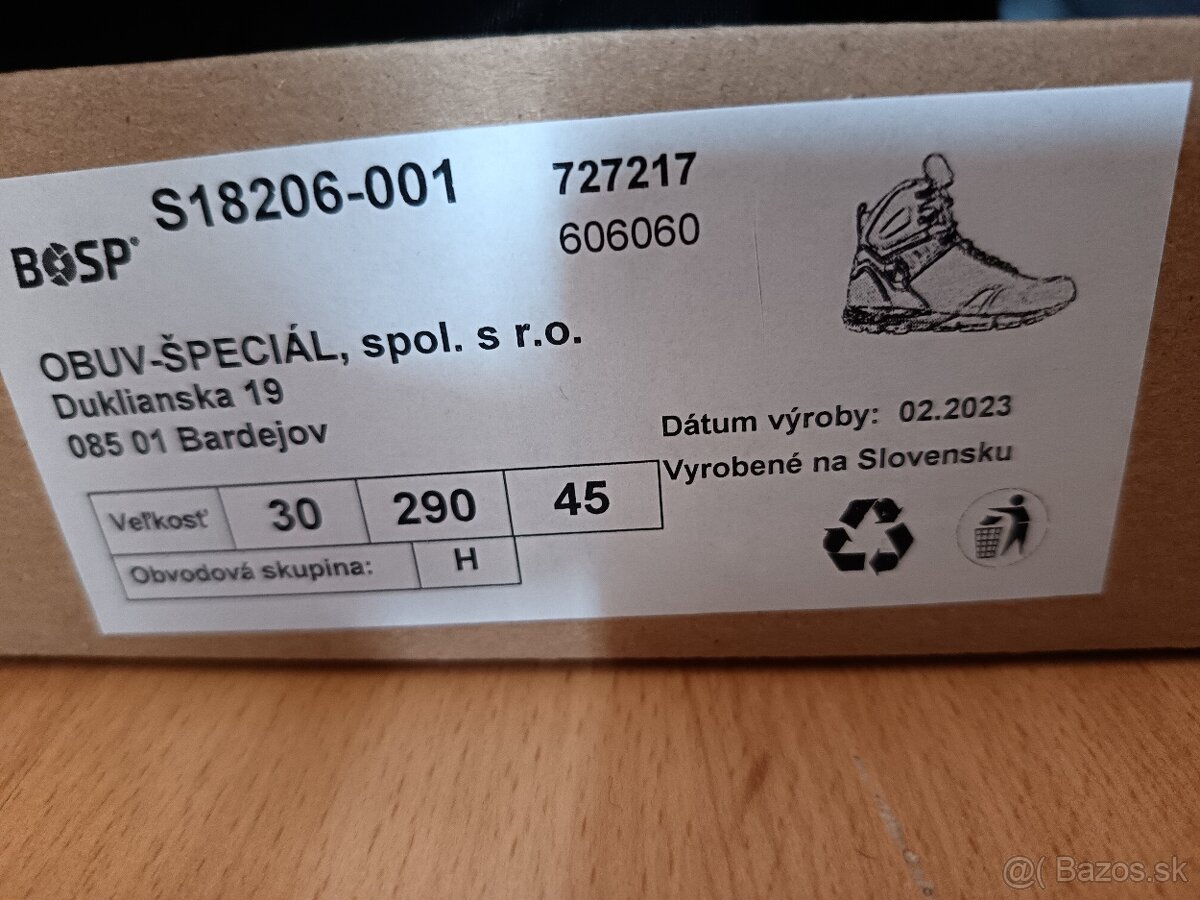 S18206-001
727217
606060
BOSP®
OBUV-ŠPECIÁL, spol. s r.o.
Duklianska 19
085 01 Bardejov
Dátum výroby: 02.2023
Vyrobené na Slovensku
Veľkosť 30 290 45
Obvodová skupina: H
@( Bazos.sk